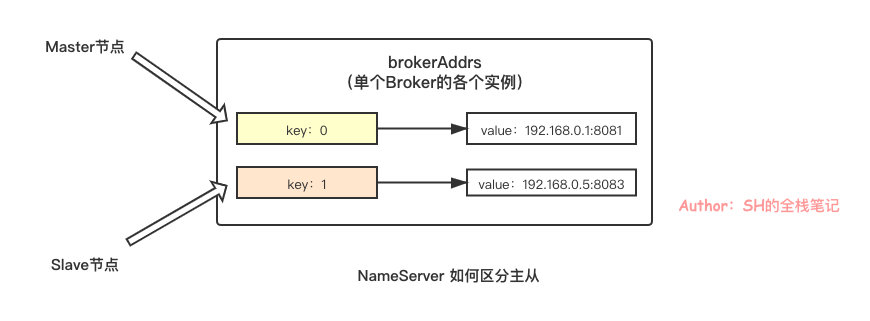 Master节点
brokerAddrs
（单个Broker的各个实例）
key：0
value：192.168.0.1:8081
key：1
value：192.168.0.5:8083
Author：SH的全栈笔记
Slave节点
NameServer 如何区分主从